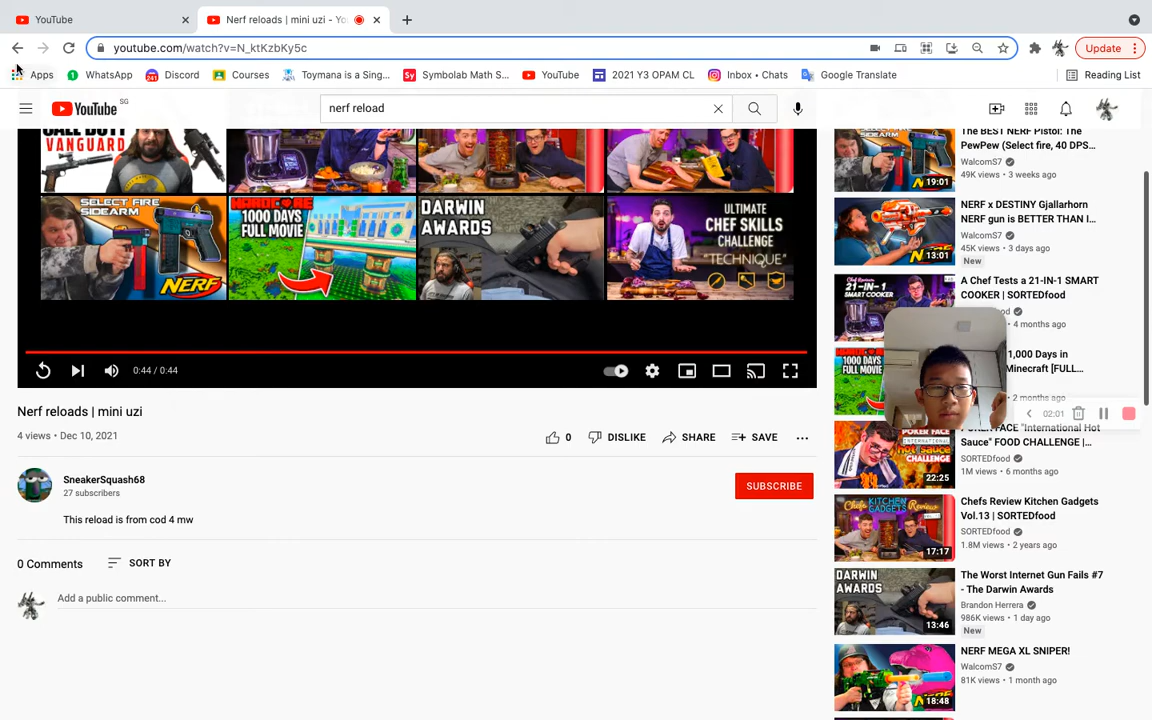 YouTube
Nerf reloads | mini uzi - Yo
youtube.com/watch?v=N_ktKzbKy5c
Update
Apps
WhatsApp
Discord
Courses
Toymana is a Sing...
Symbolab Math S...
YouTube
2021 Y3 OPAM CL
Inbox • Chats
Google Translate
Reading List
YouTube SG
nerf reload
VANGUARD
SELECT FIRE
SIDEARM
NERF
HARDCORE
1000 DAYS
FULL MOVIE
DARWIN
AWARDS
ULTIMATE
CHEF SKILLS
CHALLENGE
"TECHNIQUE"
0:44 / 0:44
Nerf reloads | mini uzi
4 views • Dec 10, 2021
0
DISLIKE
SHARE
SAVE
SneakerSquash68
27 subscribers
SUBSCRIBE
This reload is from cod 4 mw
0 Comments
SORT BY
Add a public comment...
The BEST NERF Pistol: The
PewPew (Select fire, 40 DPS...
WalcomS7
49K views • 3 weeks ago
19:01
NERF x DESTINY Gjallarhorn
NERF gun is BETTER THAN I...
WalcomS7
45K views • 3 days ago
New
13:01
A Chef Tests a 21-IN-1 SMART
COOKER | SORTEDfood
• 4 months ago
21-IN-1
SMART
COOKER
1,000 Days in
Minecraft [FULL...
• 2 months ago
1000 DAYS
FULL MOVIE
02:01
POKER FACE "International Hot
Sauce" FOOD CHALLENGE |...
SORTEDfood
1M views • 6 months ago
22:25
Chefs Review Kitchen Gadgets
Vol.13 | SORTEDfood
SORTEDfood
1.8M views • 2 years ago
17:17
The Worst Internet Gun Fails #7
- The Darwin Awards
Brandon Herrera
986K views • 1 day ago
New
DARWIN
AWARDS
13:46
NERF MEGA XL SNIPER!
WalcomS7
81K views • 1 month ago
18:48